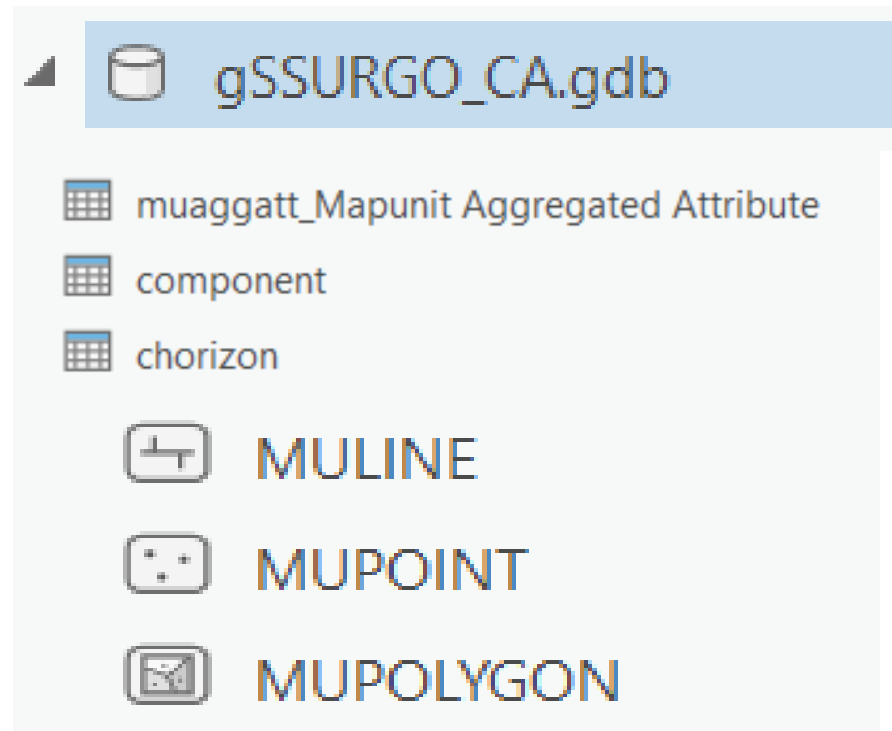 gSSURGO_CA.gdb
muaggatt_Mapunit Aggregated Attribute
component
chorizon
MULINE
MUPOINT
MUPOLYGON